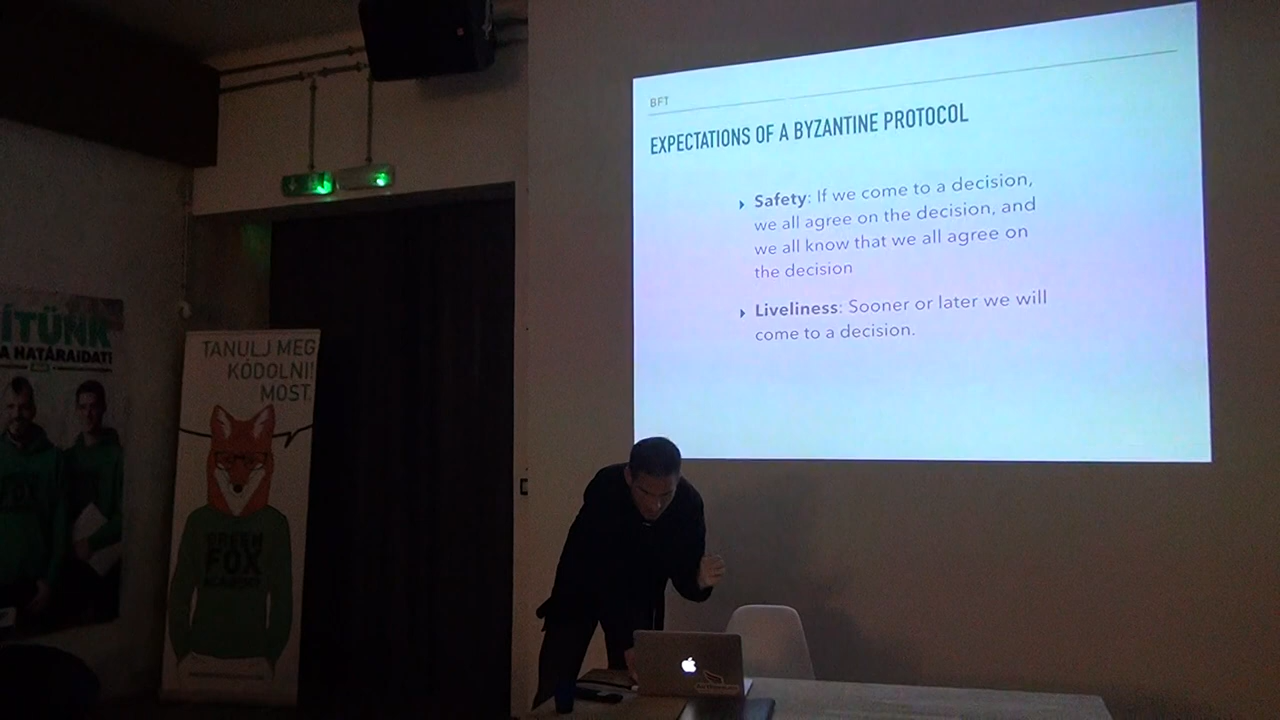 BFT
EXPECTATIONS OF A BYZANTINE PROTOCOL
Safety: If we come to a decision,
we all agree on the decision, and
we all know that we all agree on
the decision
Liveliness: Sooner or later we will
come to a decision.
ÍTÜNK
A HATÁRAIDAT!
TANULJ MEG
KÓDOLNI!
MOST.
GREEN
FOX
ACADEMY